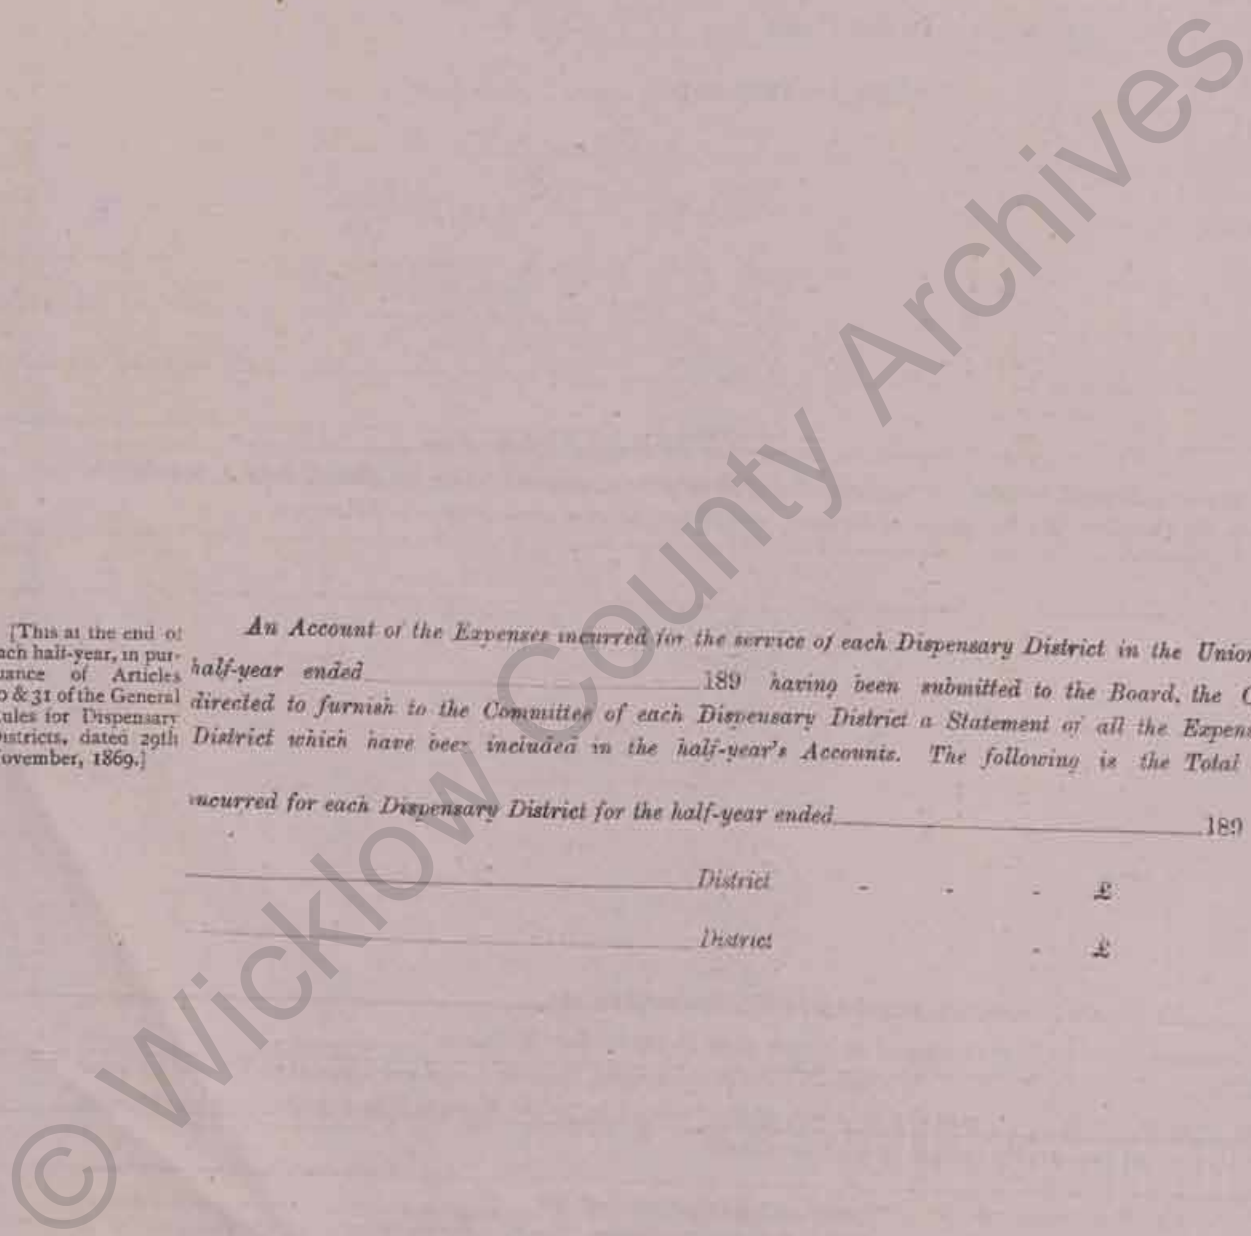 [This at the end of
ach half-year, in pur-
uance of Articles
0 & 31 of the General
ules for Dispensary
istricts, dated 29th
ovember, 1869.]
An Account of the Expenses incurred for the service of each Dispensary District in the Union
half-year ended 189 having been submitted to the Board, the C
directed to furnish to the Committee of each Dispensary District a Statement of all the Expens
District which have been included in the half-year's Accounts. The following is the Total
incurred for each Dispensary District for the half-year ended 189
District - - - £
District - £
© Wicklow County Archives